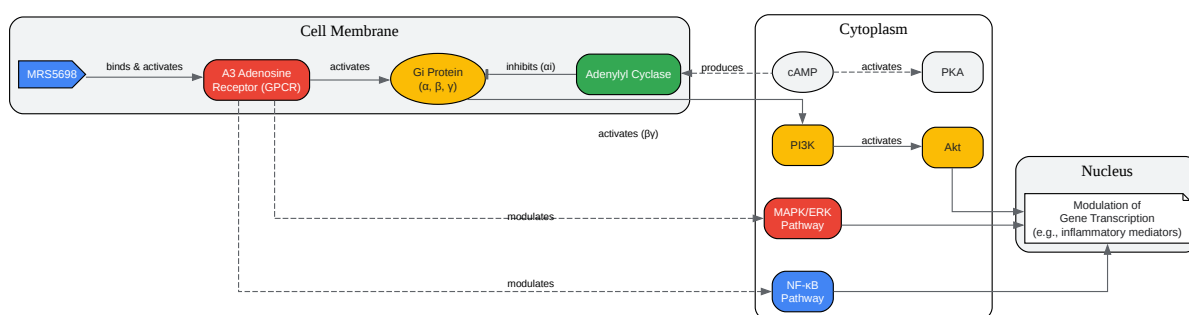 Cell Membrane
Cytoplasm
MRS5698
binds & activates
A3 Adenosine
Receptor (GPCR)
activates
Gi Protein
(α, β, γ)
inhibits (αi)
Adenylyl Cyclase
produces
cAMP
activates
PKA
activates (βγ)
PI3K
activates
Akt
Nucleus
Modulation of
Gene Transcription
(e.g., inflammatory mediators)
modulates
MAPK/ERK
Pathway
modulates
NF-κB
Pathway